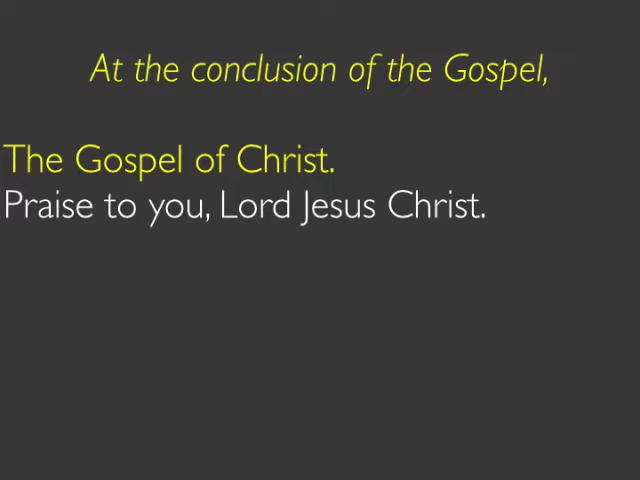 At the conclusion of the Gospel,
The Gospel of Christ.
Praise to you, Lord Jesus Christ.